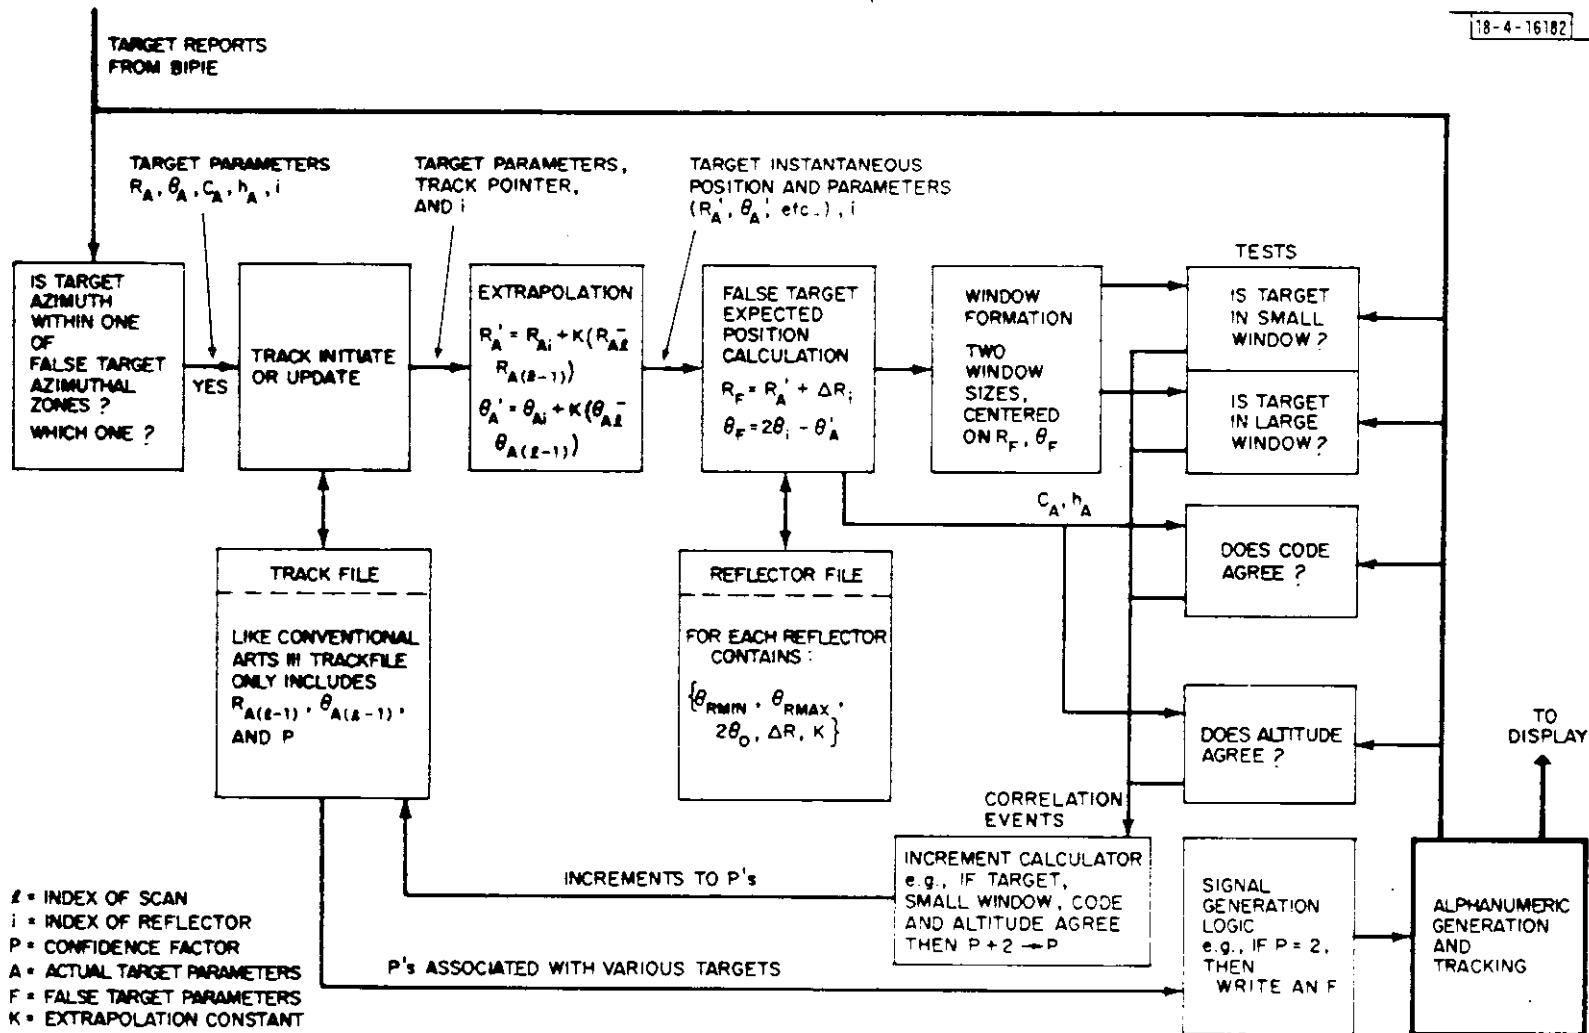 18-4-16182
TARGET REPORTS
FROM BIPIE
TARGET PARAMETERS
R_A, θ_A, C_A, h_A, i
TARGET PARAMETERS,
TRACK POINTER,
AND i
TARGET INSTANTANEOUS
POSITION AND PARAMETERS
(R_A', θ_A', etc.), i
IS TARGET
AZIMUTH
WITHIN ONE
OF
FALSE TARGET
AZIMUTHAL
ZONES ?
WHICH ONE ?
YES
TRACK INITIATE
OR UPDATE
EXTRAPOLATION
R_A' = R_Ai + K(R_Aℓ -
R_A(ℓ-1))
θ_A' = θ_Ai + K(θ_Aℓ -
θ_A(ℓ-1))
FALSE TARGET
EXPECTED
POSITION
CALCULATION
R_F = R_A' + ΔR_i
θ_F = 2θ_i - θ_A'
WINDOW
FORMATION
TWO
WINDOW
SIZES,
CENTERED
ON R_F, θ_F
TESTS
IS TARGET
IN SMALL
WINDOW ?
IS TARGET
IN LARGE
WINDOW ?
C_A, h_A
DOES CODE
AGREE ?
DOES ALTITUDE
AGREE ?
TRACK FILE
LIKE CONVENTIONAL
ARTS III TRACKFILE
ONLY INCLUDES
R_A(ℓ-1), θ_A(ℓ-1),
AND P
REFLECTOR FILE
FOR EACH REFLECTOR
CONTAINS :
{θ_RMIN, θ_RMAX,
2θ_O, ΔR, K}
TO
DISPLAY
CORRELATION
EVENTS
INCREMENT CALCULATOR
e.g., IF TARGET,
SMALL WINDOW, CODE
AND ALTITUDE AGREE
THEN P + 2 → P
INCREMENTS TO P's
P's ASSOCIATED WITH VARIOUS TARGETS
SIGNAL
GENERATION
LOGIC
e.g., IF P = 2,
THEN
WRITE AN F
ALPHANUMERIC
GENERATION
AND
TRACKING
ℓ = INDEX OF SCAN
i = INDEX OF REFLECTOR
P = CONFIDENCE FACTOR
A = ACTUAL TARGET PARAMETERS
F = FALSE TARGET PARAMETERS
K = EXTRAPOLATION CONSTANT